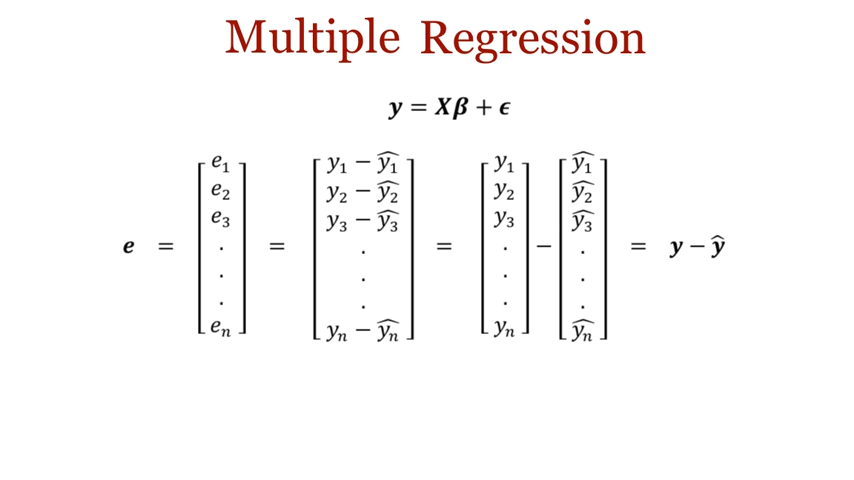 Multiple Regression
y = Xβ + ϵ
e = [e₁ e₂ e₃ . . . eₙ] = [y₁ − ŷ₁ y₂ − ŷ₂ y₃ − ŷ₃ . . . yₙ − ŷₙ] = [y₁ y₂ y₃ . . . yₙ] − [ŷ₁ ŷ₂ ŷ₃ . . . ŷₙ] = y − ŷ